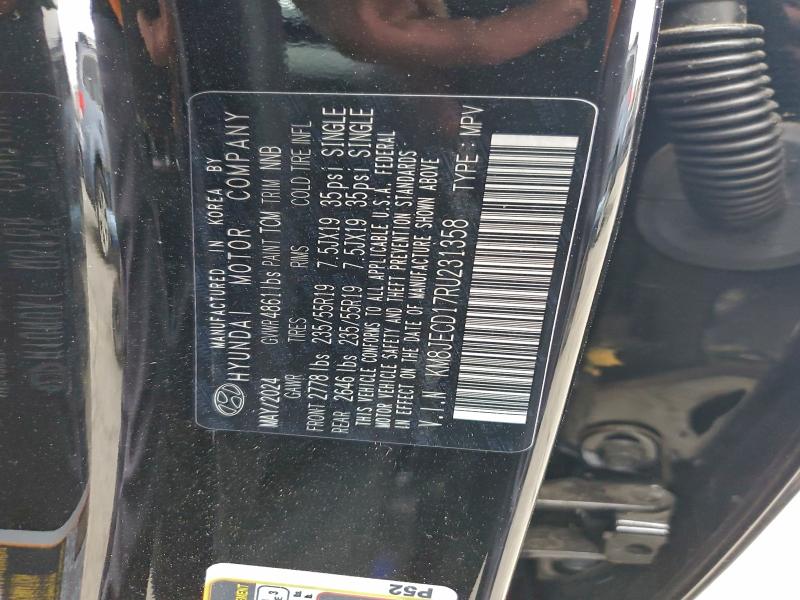 MANUFACTURED IN KOREA BY
HYUNDAI MOTOR COMPANY
MAY/2024 GVWR 4861 lbs PAINT TCM TRIM NNB
GAWR TIRES RIMS COLD TIRE INFL
FRONT 2778 lbs 235/55R19 7.5JX19 35psi SINGLE
REAR 2646 lbs 235/55R19 7.5JX19 35psi SINGLE
THIS VEHICLE CONFORMS TO ALL APPLICABLE U.S.A. FEDERAL
MOTOR VEHICLE SAFETY AND THEFT PREVENTION STANDARDS
IN EFFECT ON THE DATE OF MANUFACTURE SHOWN ABOVE
V.I.N KM8JECD17RU231358 TYPE : MPV
P52